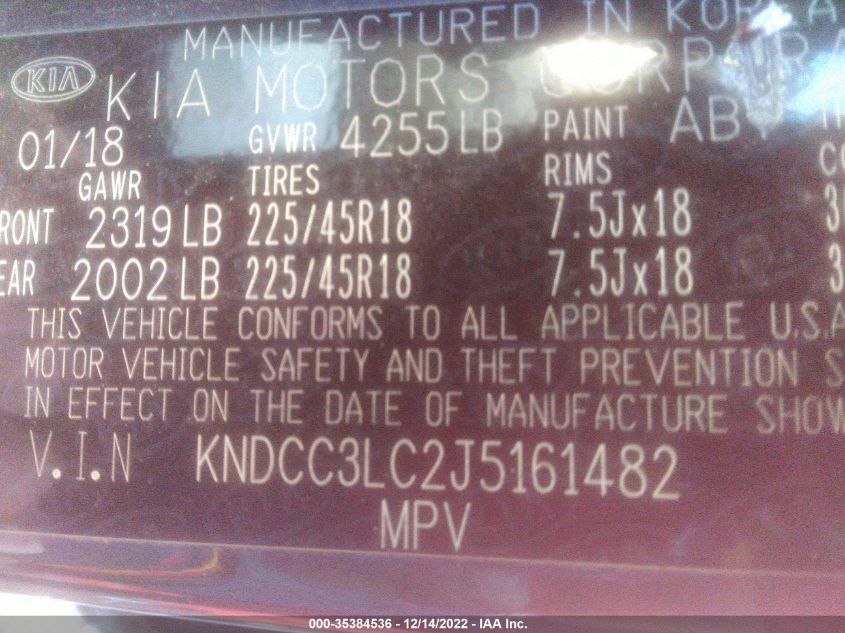 MANUFACTURED IN KOREA
KIA
KIA MOTORS CORPORA
01/18 GVWR 4255LB PAINT
GAWR TIRES RIMS
RONT 2319LB 225/45R18 7.5Jx18
EAR 2002LB 225/45R18 7.5Jx18
THIS VEHICLE CONFORMS TO ALL APPLICABLE U.S.A
MOTOR VEHICLE SAFETY AND THEFT PREVENTION S
IN EFFECT ON THE DATE OF MANUFACTURE SHOW
V.I.N KNDCC3LC2J5161482
MPV
000-35384536 - 12/14/2022 - IAA Inc.